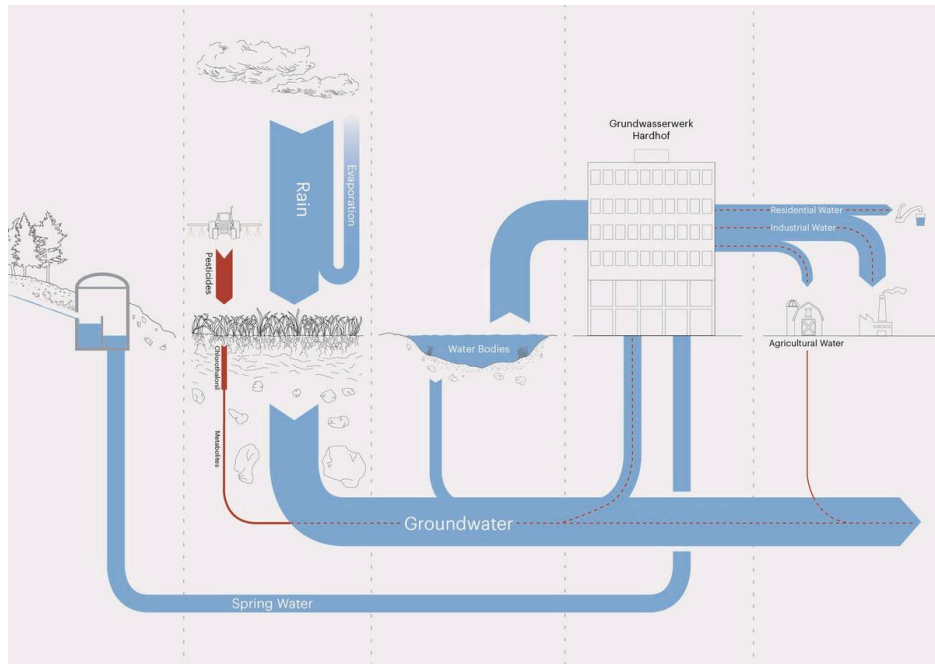 Grundwasserwerk
Hardhof
Rain
Evaporation
Pesticides
Residential Water
Industrial Water
Water Bodies
Agricultural Water
Chlorothalonil
Metabolites
Groundwater
Spring Water